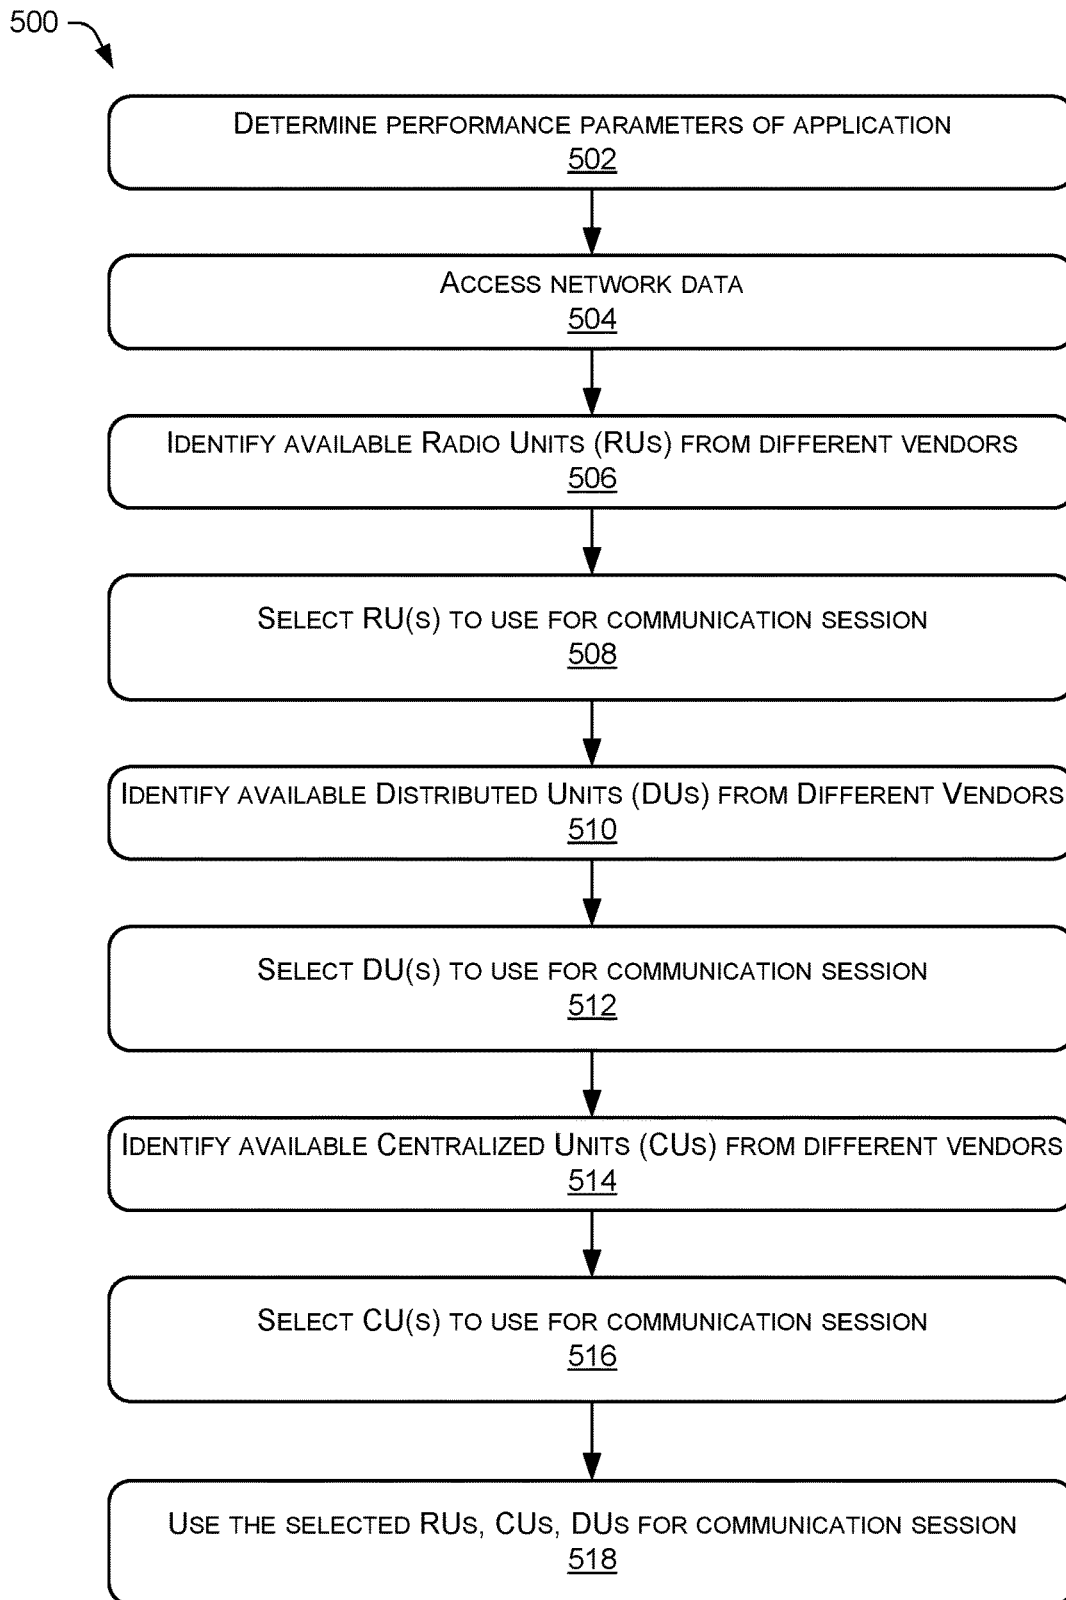 500
Determine performance parameters of application
502
Access network data
504
Identify available Radio Units (RUs) from different vendors
506
Select RU(s) to use for communication session
508
Identify available Distributed Units (DUs) from Different Vendors
510
Select DU(s) to use for communication session
512
Identify available Centralized Units (CUs) from different vendors
514
Select CU(s) to use for communication session
516
Use the selected RUs, CUs, DUs for communication session
518